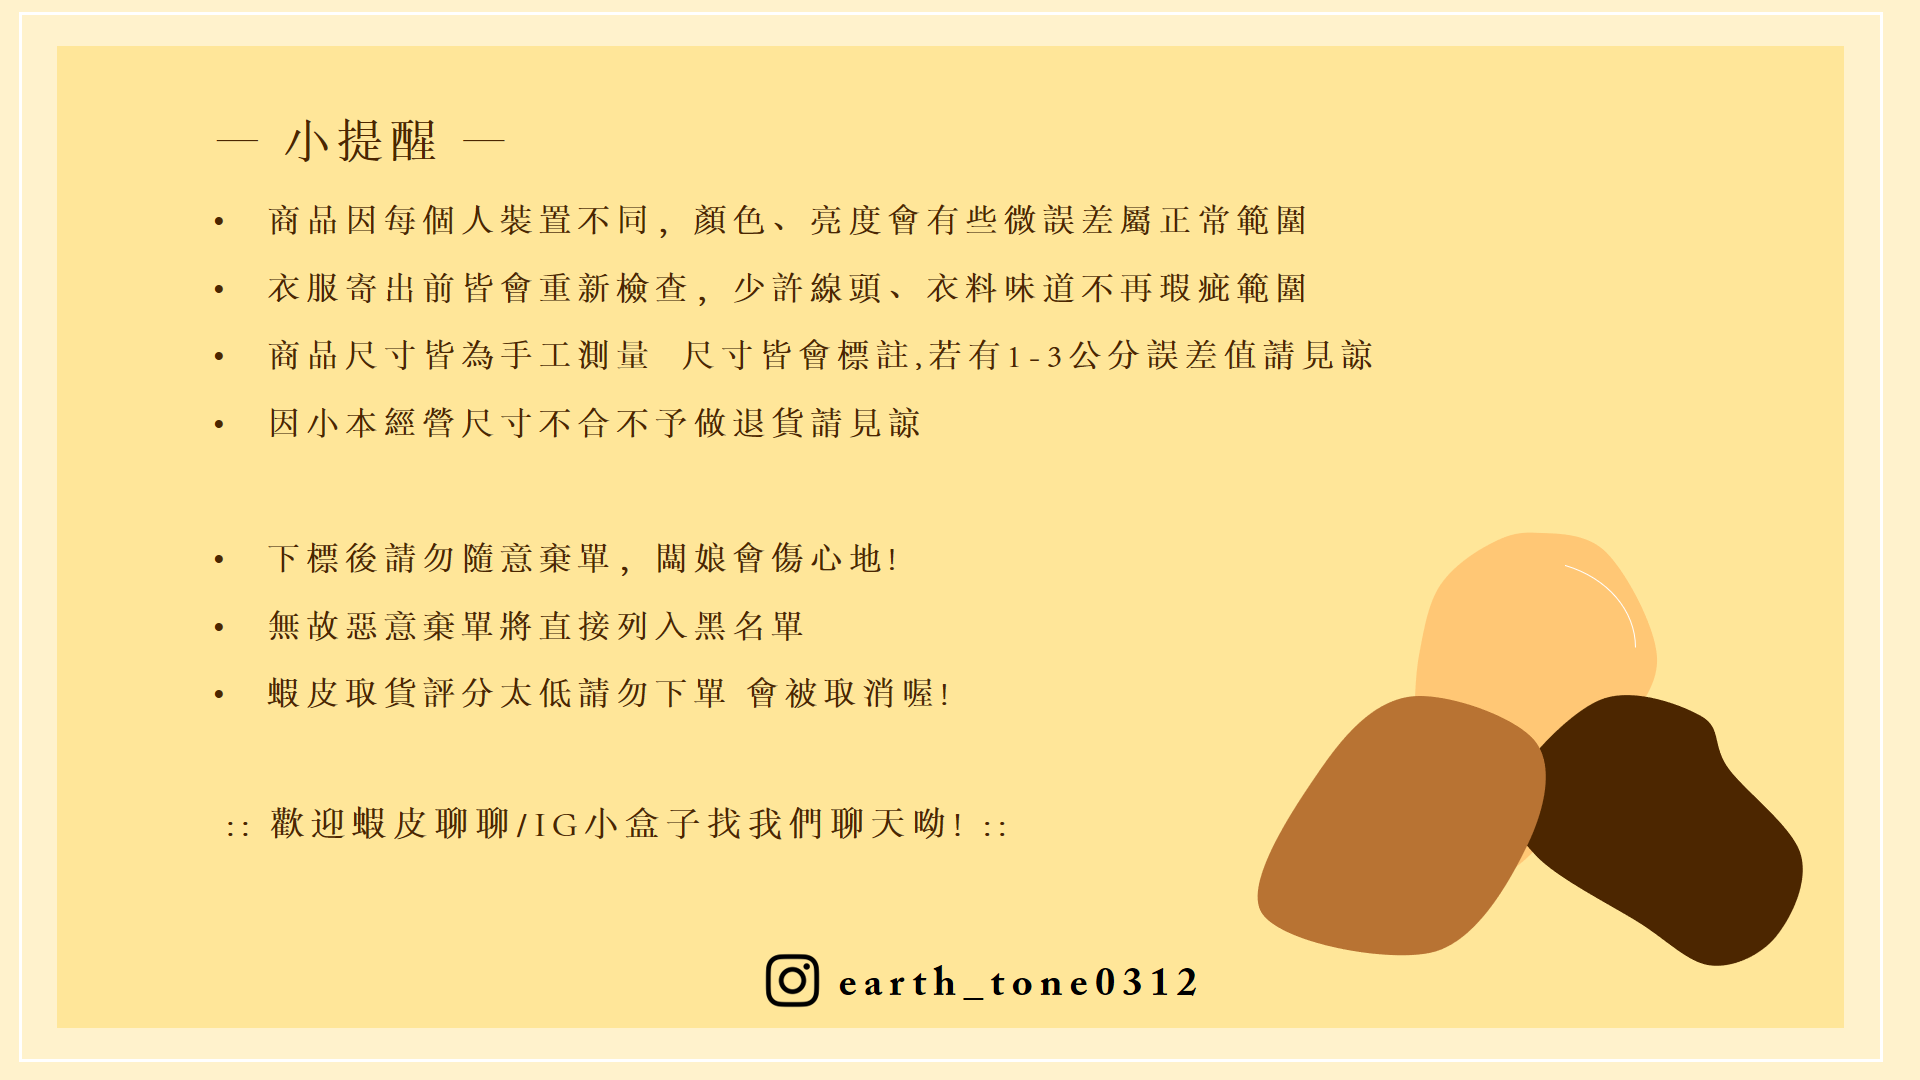 — 小提醒 —
• 商品因每個人裝置不同，顏色、亮度會有些微誤差屬正常範圍
• 衣服寄出前皆會重新檢查，少許線頭、衣料味道不再瑕疵範圍
• 商品尺寸皆為手工測量 尺寸皆會標註,若有1-3公分誤差值請見諒
• 因小本經營尺寸不合不予做退貨請見諒
• 下標後請勿隨意棄單，闆娘會傷心地!
• 無故惡意棄單將直接列入黑名單
• 蝦皮取貨評分太低請勿下單 會被取消喔!
:: 歡迎蝦皮聊聊/IG小盒子找我們聊天呦! ::
earth_tone0312